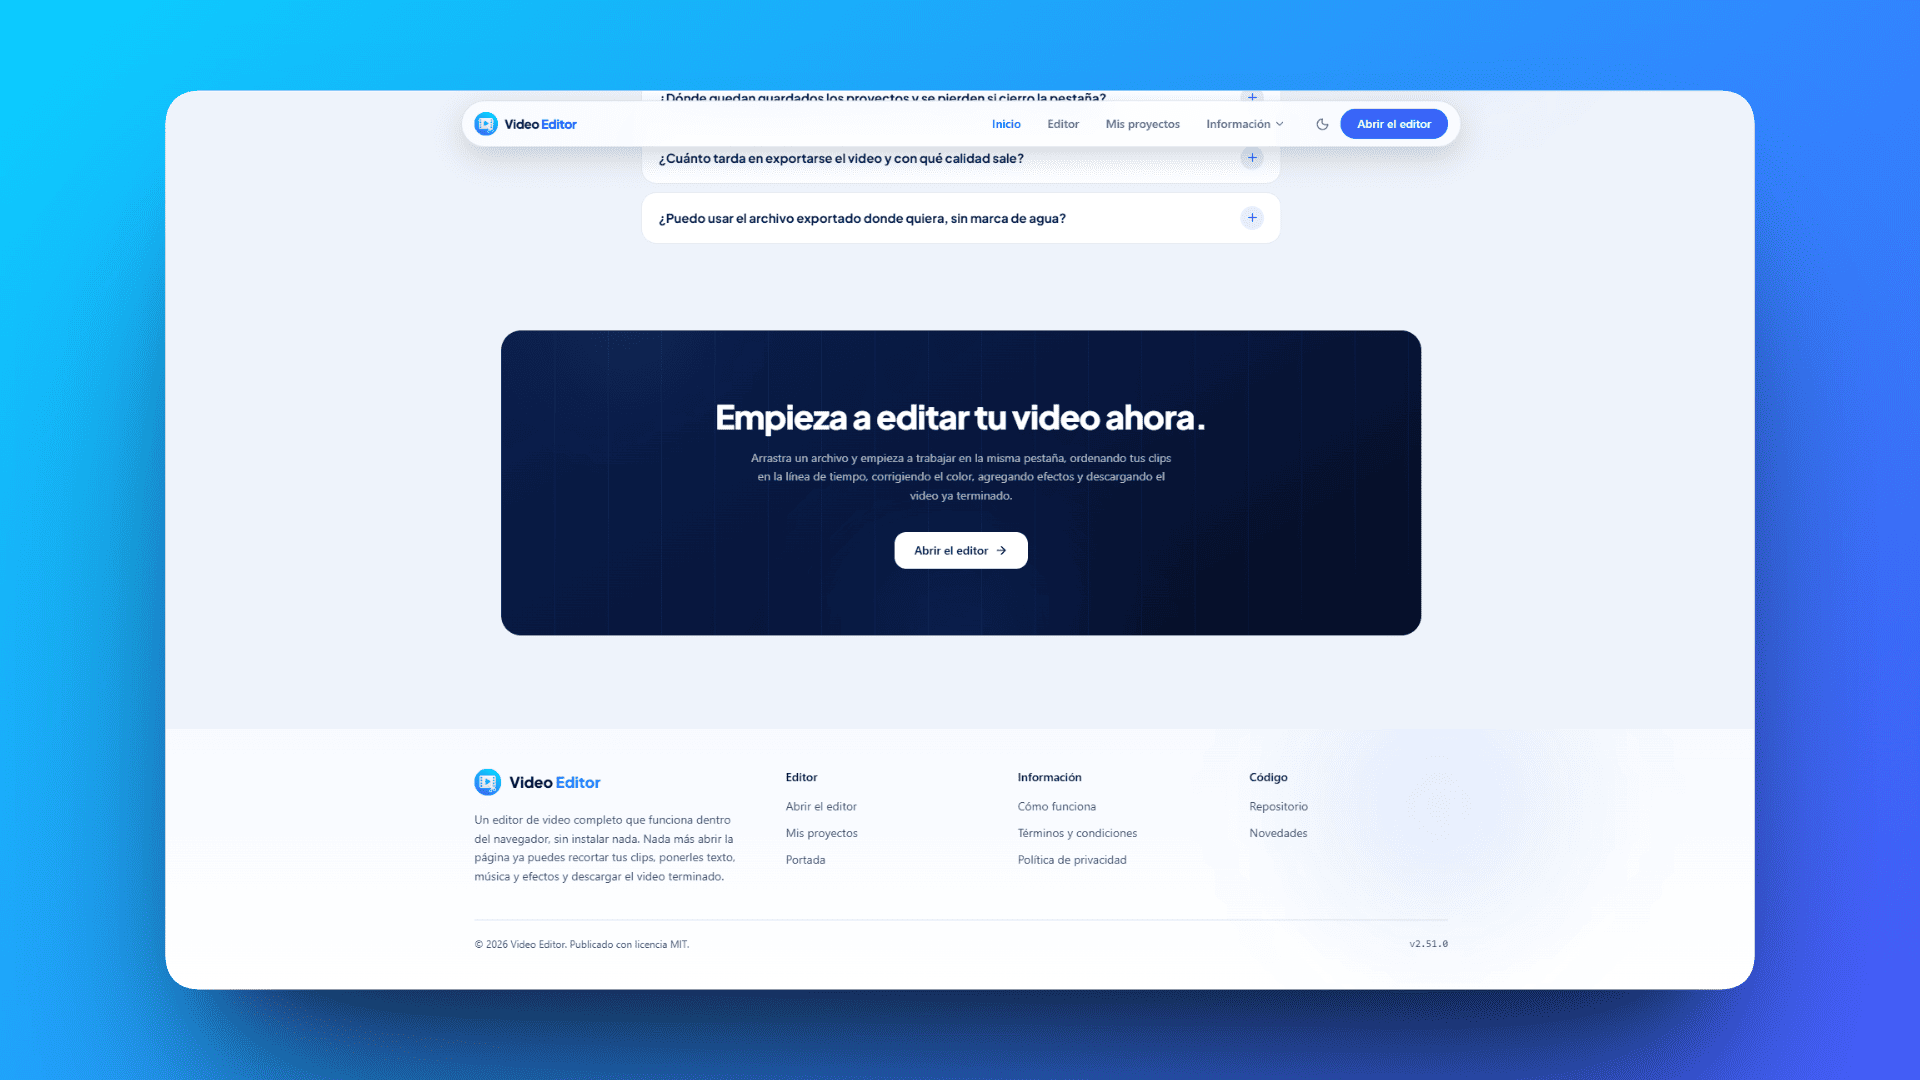 ¿Dónde quedan guardados los proyectos y se pierden si cierro la pestaña?
Video Editor
Inicio
Editor
Mis proyectos
Información
Abrir el editor
¿Cuánto tarda en exportarse el video y con qué calidad sale?
¿Puedo usar el archivo exportado donde quiera, sin marca de agua?
Empieza a editar tu video ahora.
Arrastra un archivo y empieza a trabajar en la misma pestaña, ordenando tus clips
en la línea de tiempo, corrigiendo el color, agregando efectos y descargando el
video ya terminado.
Abrir el editor
Video Editor
Un editor de video completo que funciona dentro
del navegador, sin instalar nada. Nada más abrir la
página ya puedes recortar tus clips, ponerles texto,
música y efectos y descargar el video terminado.
Editor
Abrir el editor
Mis proyectos
Portada
Información
Cómo funciona
Términos y condiciones
Política de privacidad
Código
Repositorio
Novedades
© 2026 Video Editor. Publicado con licencia MIT.
v2.51.0